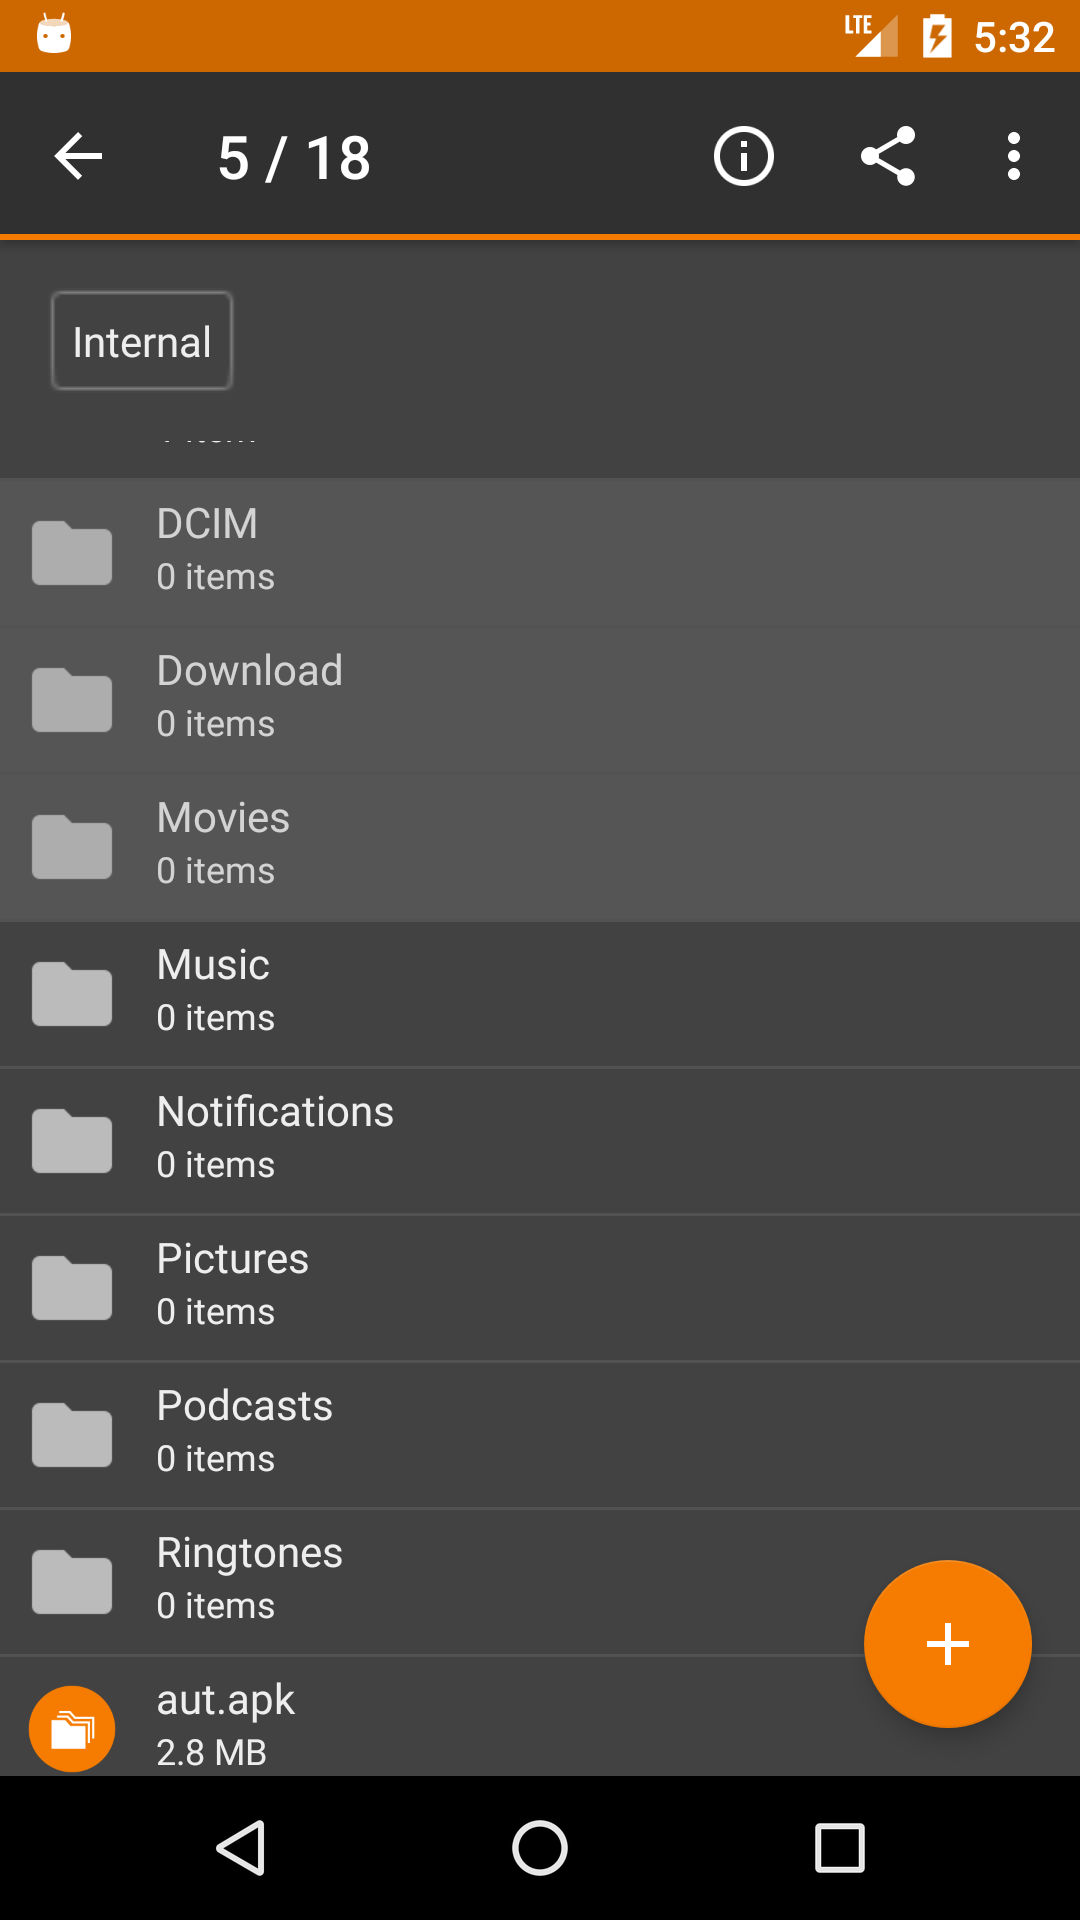 LTE 5:32
5 / 18
Internal
DCIM
0 items
Download
0 items
Movies
0 items
Music
0 items
Notifications
0 items
Pictures
0 items
Podcasts
0 items
Ringtones
0 items
aut.apk
2.8 MB